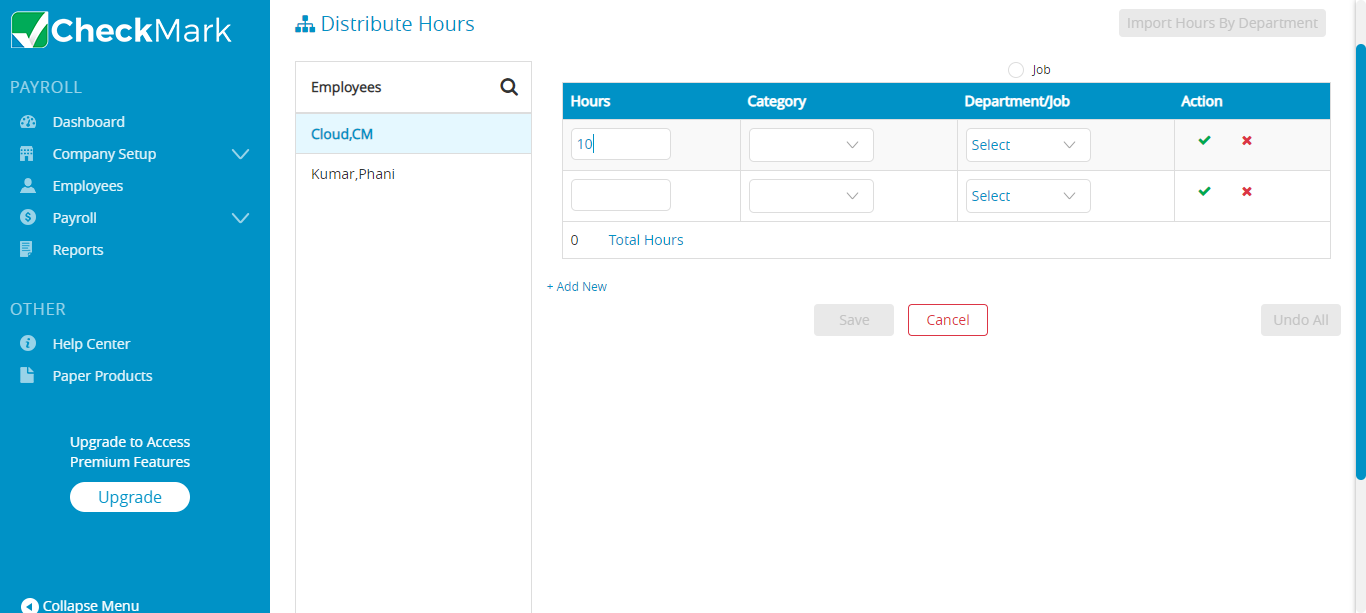 CheckMark
PAYROLL
Dashboard
Company Setup
Employees
Payroll
Reports
OTHER
Help Center
Paper Products
Upgrade to Access
Premium Features
Upgrade
Collapse Menu
Distribute Hours
Import Hours By Department
Employees
Cloud,CM
Kumar,Phani
Job
Hours Category Department/Job Action
10 Select
Select
0 Total Hours
+ Add New
Save Cancel Undo All